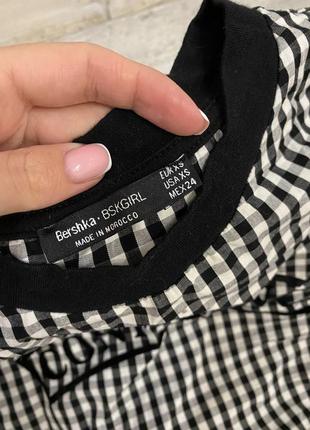 Bershka · BSKGIRL
MADE IN MOROCCO
EUR XS
USA XS
MEX 24